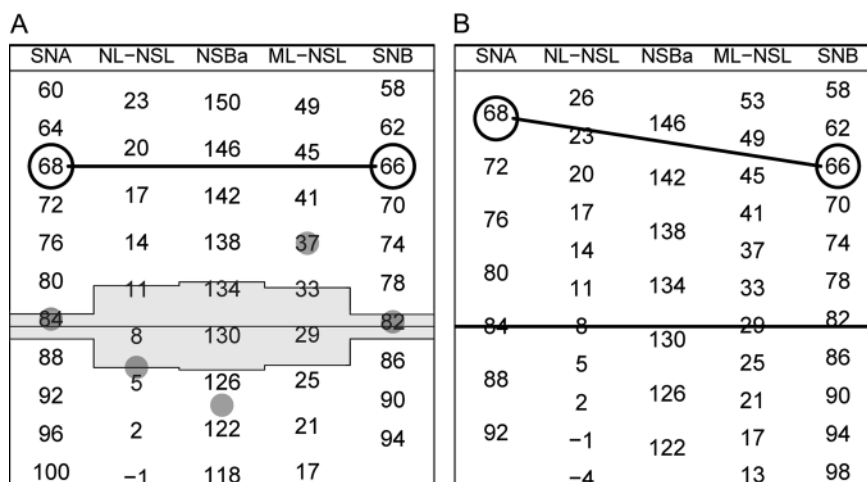 A
SNA NL-NSL NSBa ML-NSL SNB
60 23 150 49 58
64 20 146 45 62
68 17 142 41 66
72 14 138 37 70
76 11 134 33 74
80 8 130 29 78
84 5 126 25 82
88 2 122 21 86
92 -1 118 17 90
96 94
100
B
SNA NL-NSL NSBa ML-NSL SNB
68 26 146 53 58
72 23 142 49 62
76 20 138 45 66
80 17 134 41 70
84 14 130 37 74
88 11 126 33 78
92 8 122 29 82
5 25 86
2 21 90
-1 17 94
-4 13 98